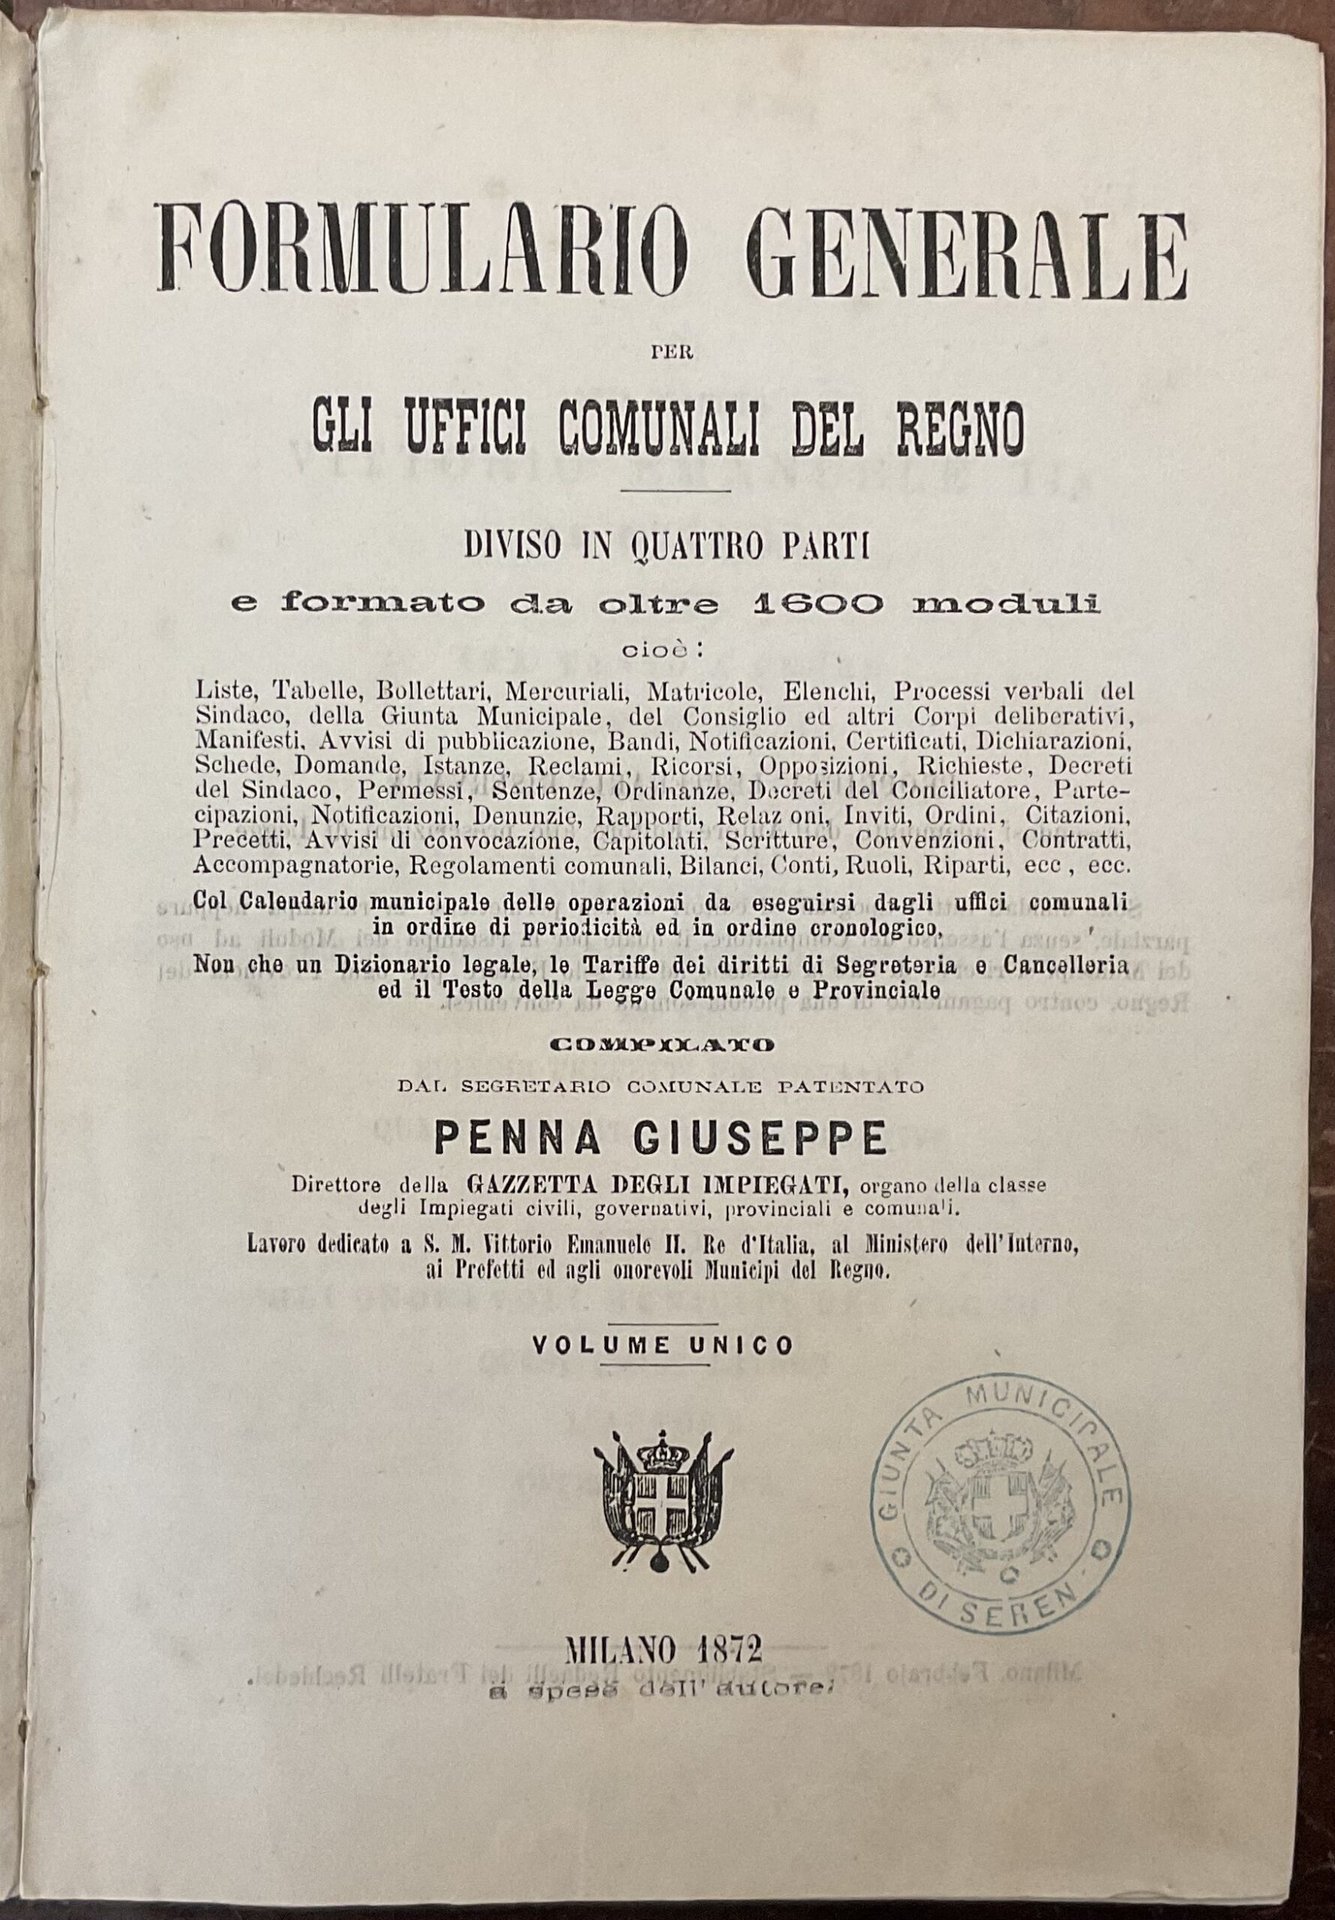 FORMULARIO GENERALE
PER
GLI UFFICI COMUNALI DEL REGNO
DIVISO IN QUATTRO PARTI
e formato da oltre 1600 moduli
cioè:
Liste, Tabelle, Bollettari, Mercuriali, Matricole, Elenchi, Processi verbali del
Sindaco, della Giunta Municipale, del Consiglio ed altri Corpi deliberativi,
Manifesti, Avvisi di pubblicazione, Bandi, Notificazioni, Certificati, Dichiarazioni,
Schede, Domande, Istanze, Reclami, Ricorsi, Opposizioni, Richieste, Decreti
del Sindaco, Permessi, Sentenze, Ordinanze, Decreti del Conciliatore, Parte-
cipazioni, Notificazioni, Denunzie, Rapporti, Relaz oni, Inviti, Ordini, Citazioni,
Precetti, Avvisi di convocazione, Capitolati, Scritture, Convenzioni, Contratti,
Accompagnatorie, Regolamenti comunali, Bilanci, Conti, Ruoli, Riparti, ecc, ecc.
Col Calendario municipale delle operazioni da eseguirsi dagli uffici comunali
in ordine di periodicità ed in ordine cronologico,
Non che un Dizionario legale, le Tariffe dei diritti di Segreteria e Cancelleria
ed il Testo della Legge Comunale e Provinciale
COMPILATO
DAL SEGRETARIO COMUNALE PATENTATO
PENNA GIUSEPPE
Direttore della GAZZETTA DEGLI IMPIEGATI, organo della classe
degli Impiegati civili, governativi, provinciali e comunali.
Lavoro dedicato a S. M. Vittorio Emanuele II. Re d'Italia, al Ministero dell'Interno,
ai Prefetti ed agli onorevoli Municipi del Regno.
VOLUME UNICO
GIUNTA MUNICIPALE
DI SEREN
MILANO 1872
a spese dell'autore.